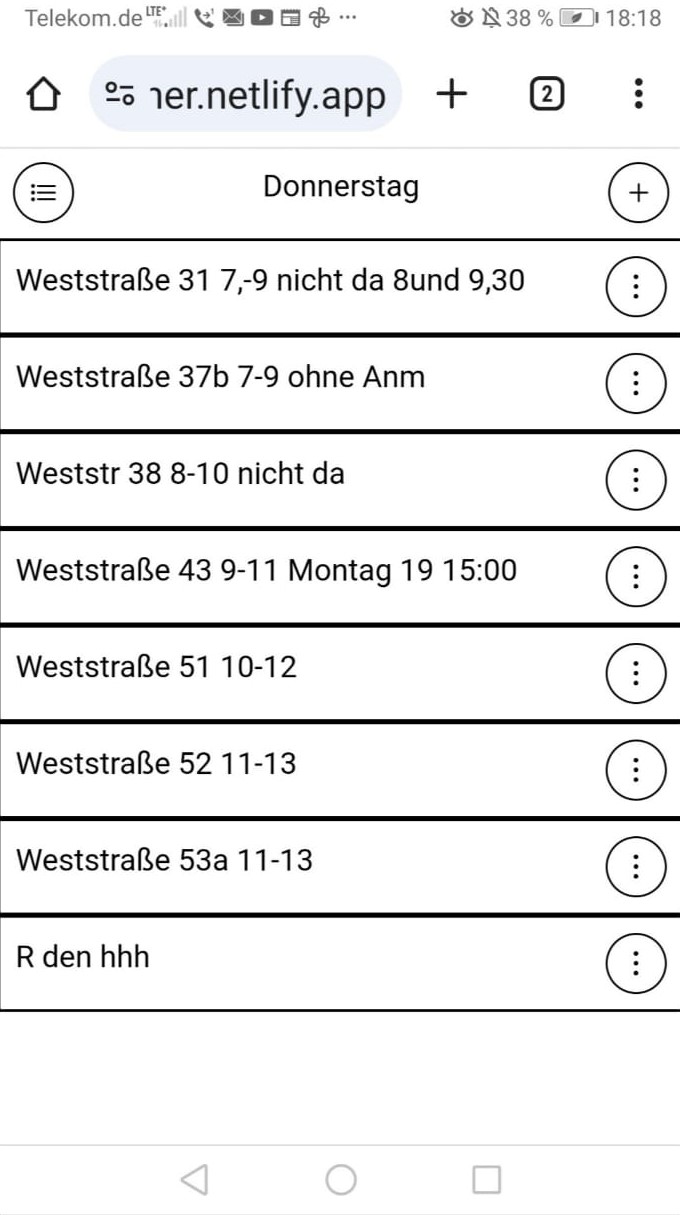 Telekom.de LTE+ 38 % 18:18
ner.netlify.app 2
Donnerstag
Weststraße 31 7,-9 nicht da 8und 9,30
Weststraße 37b 7-9 ohne Anm
Weststr 38 8-10 nicht da
Weststraße 43 9-11 Montag 19 15:00
Weststraße 51 10-12
Weststraße 52 11-13
Weststraße 53a 11-13
R den hhh